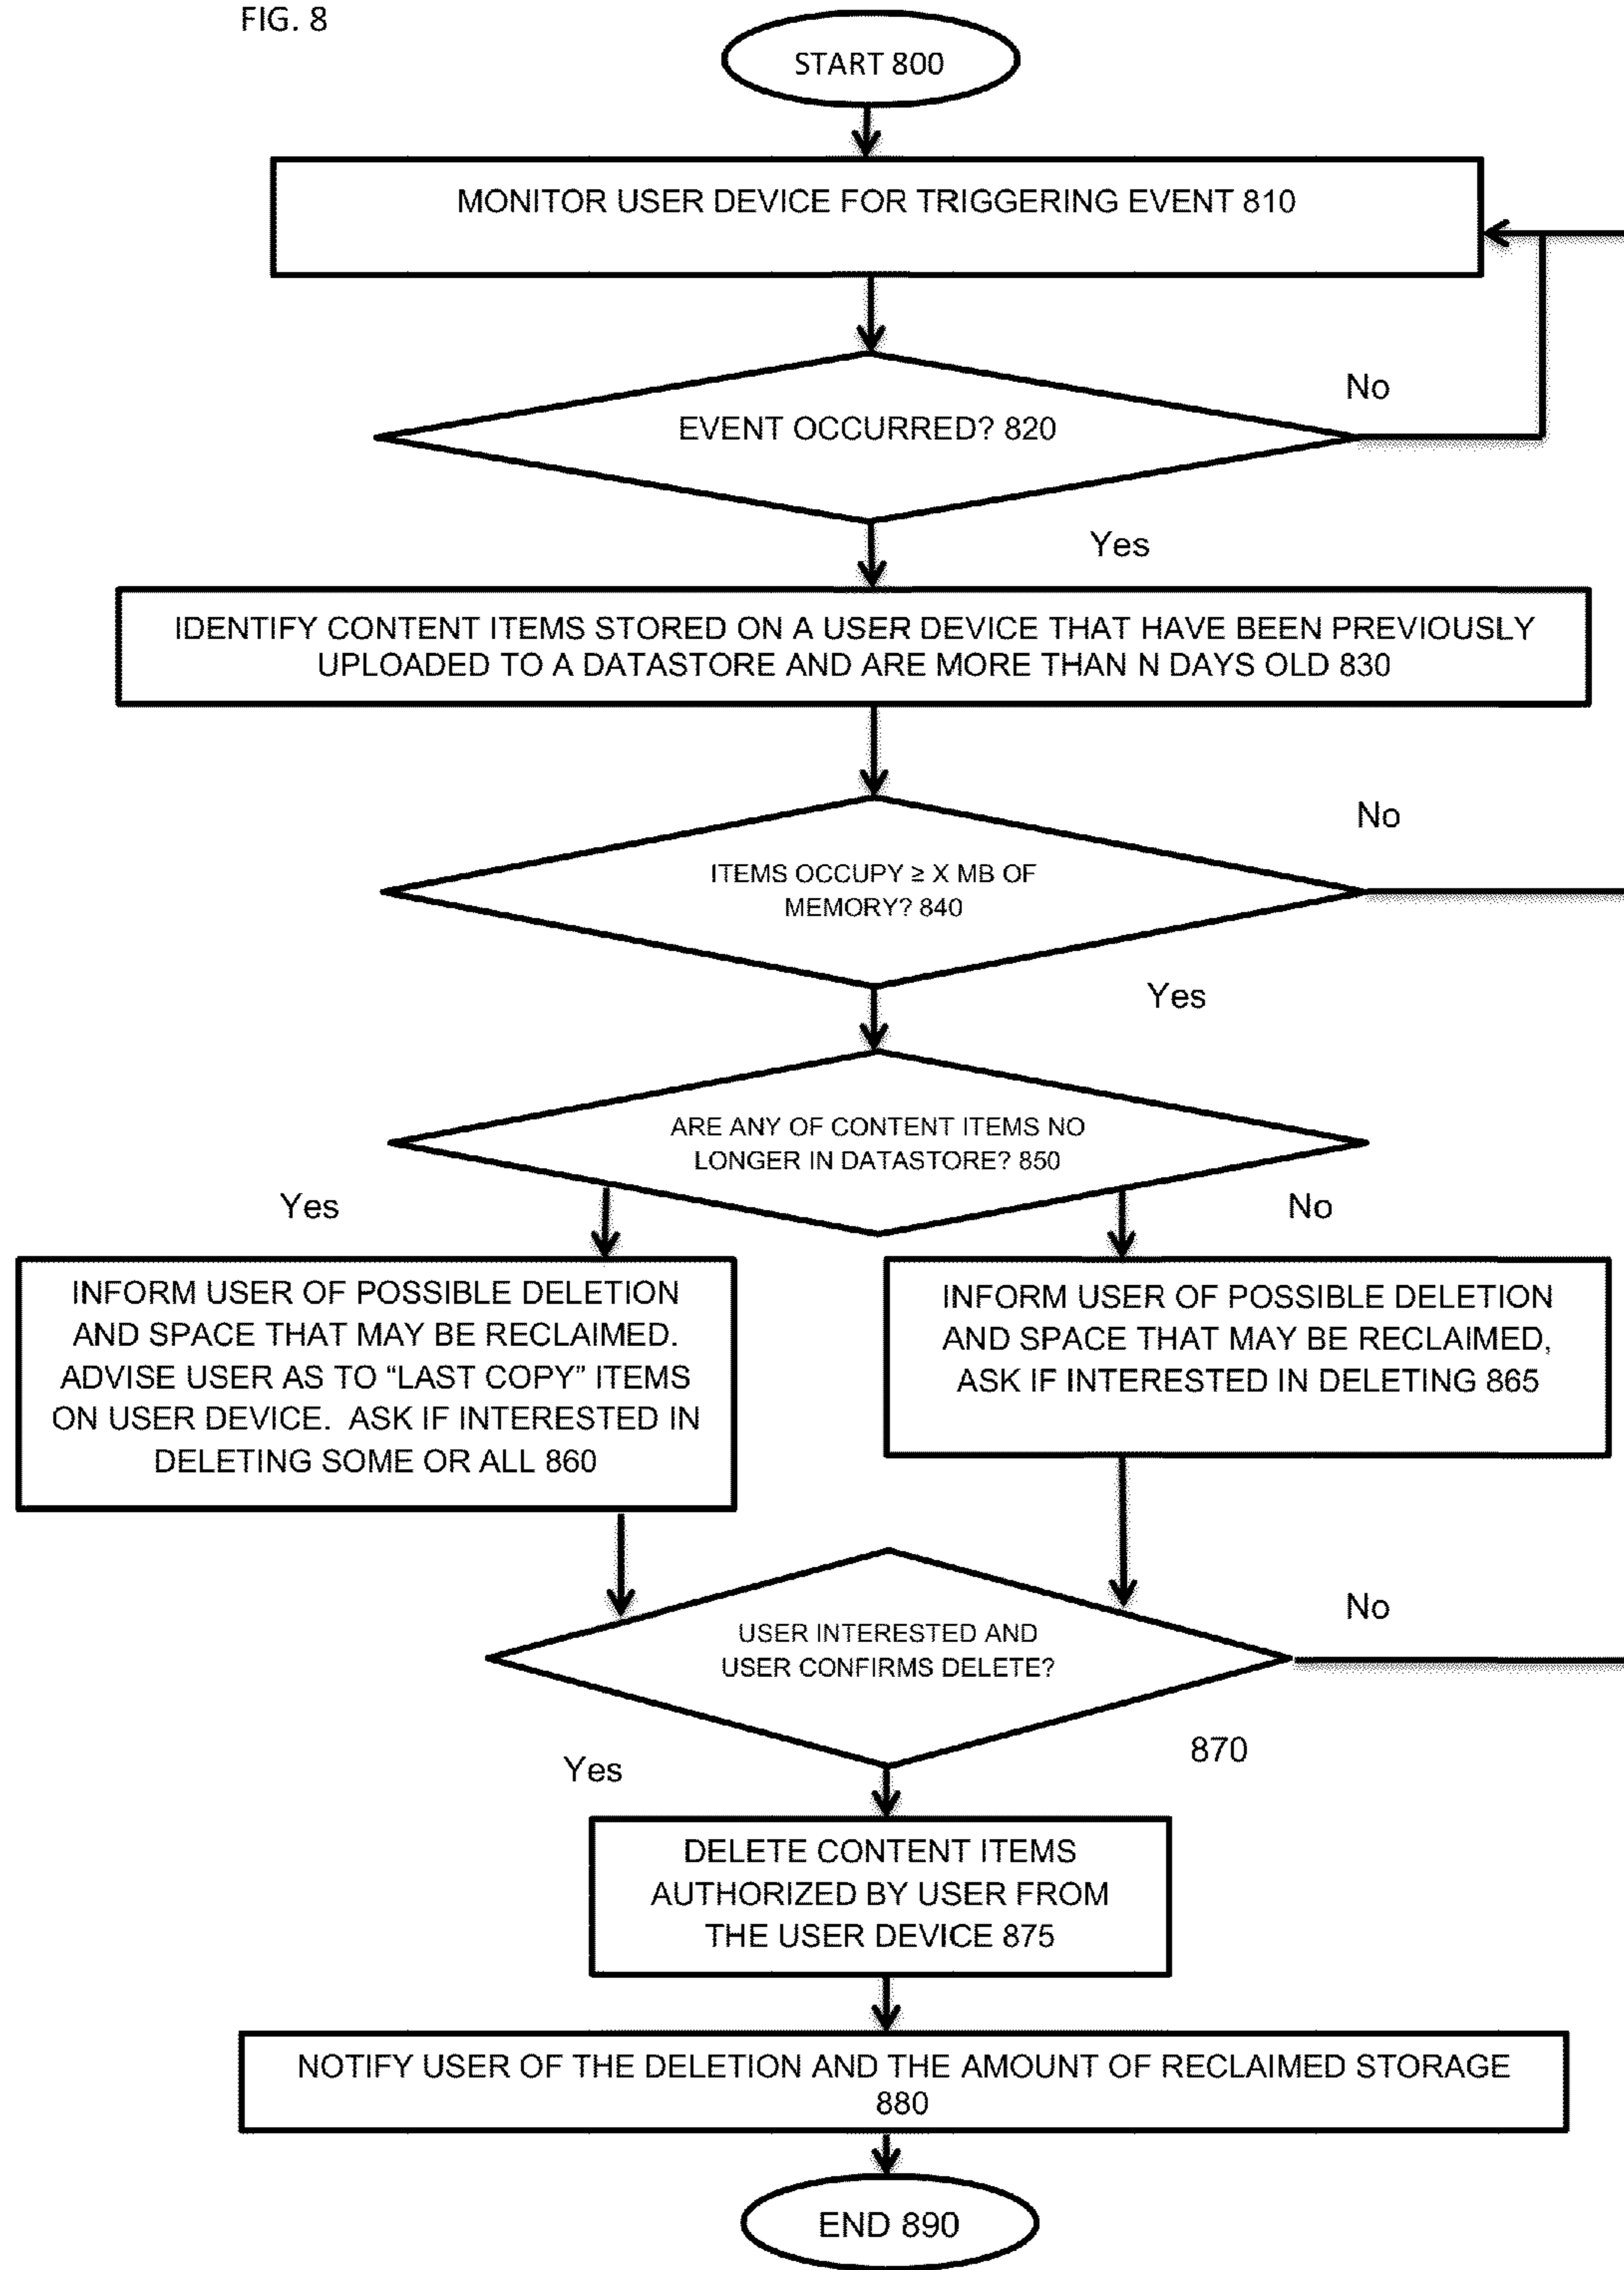 FIG. 8
START 800
MONITOR USER DEVICE FOR TRIGGERING EVENT 810
No
EVENT OCCURRED? 820
Yes
IDENTIFY CONTENT ITEMS STORED ON A USER DEVICE THAT HAVE BEEN PREVIOUSLY
UPLOADED TO A DATASTORE AND ARE MORE THAN N DAYS OLD 830
No
ITEMS OCCUPY ≥ X MB OF
MEMORY? 840
Yes
ARE ANY OF CONTENT ITEMS NO
LONGER IN DATASTORE? 850
Yes
No
INFORM USER OF POSSIBLE DELETION
AND SPACE THAT MAY BE RECLAIMED.
ADVISE USER AS TO “LAST COPY” ITEMS
ON USER DEVICE. ASK IF INTERESTED IN
DELETING SOME OR ALL 860
INFORM USER OF POSSIBLE DELETION
AND SPACE THAT MAY BE RECLAIMED,
ASK IF INTERESTED IN DELETING 865
No
USER INTERESTED AND
USER CONFIRMS DELETE?
870
Yes
DELETE CONTENT ITEMS
AUTHORIZED BY USER FROM
THE USER DEVICE 875
NOTIFY USER OF THE DELETION AND THE AMOUNT OF RECLAIMED STORAGE
880
END 890